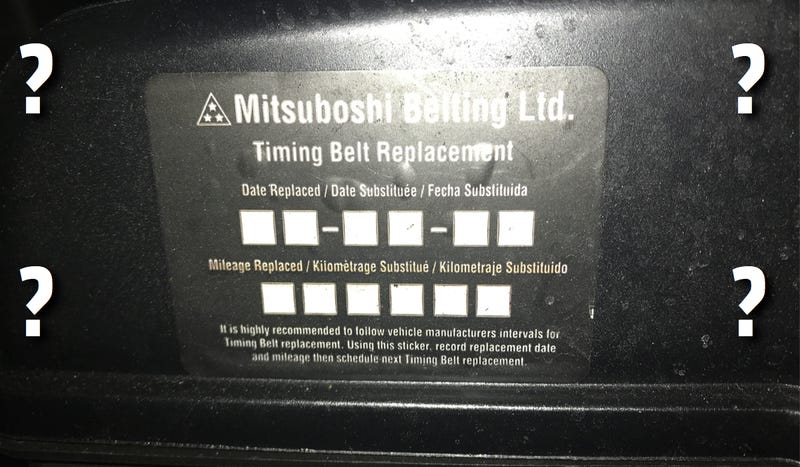 ? ?
Mitsuboshi Belting Ltd.
Timing Belt Replacement
Date Replaced / Date Substituée / Fecha Substituida
Mileage Replaced / Kilomètrage Substitué / Kilometraje Substituido
? ?
It is highly recommended to follow vehicle manufacturers intervals for
Timing Belt replacement. Using this sticker, record replacement date
and mileage then schedule next Timing Belt replacement.